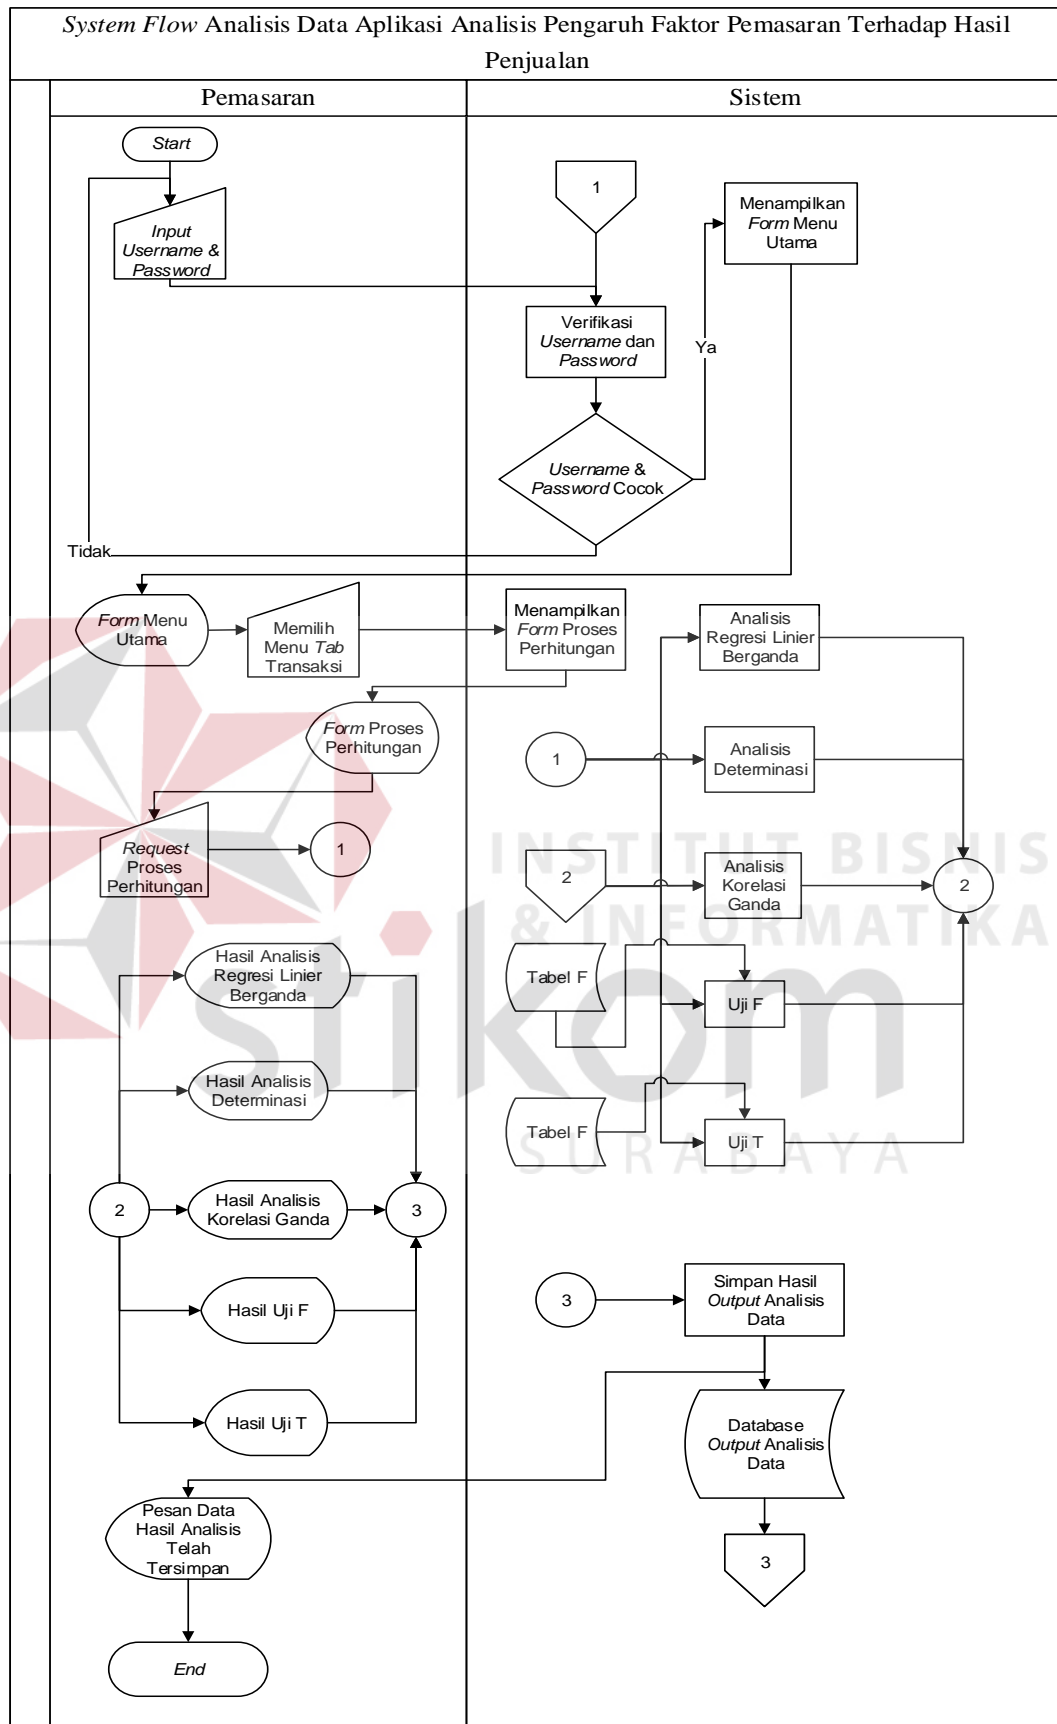 System Flow Analisis Data Aplikasi Analisis Pengaruh Faktor Pemasaran Terhadap Hasil
Penjualan
Pemasaran
Sistem
Start
Input
Username &
Password
1
Menampilkan
Form Menu
Utama
Verifikasi
Username dan
Password
Ya
Username &
Password Cocok
Tidak
Form Menu
Utama
Memilih
Menu Tab
Transaksi
Menampilkan
Form Proses
Perhitungan
Analisis
Regresi Linier
Berganda
Form Proses
Perhitungan
1
Analisis
Determinasi
Request
Proses
Perhitungan
1
2
Analisis
Korelasi
Ganda
2
Hasil Analisis
Regresi Linier
Berganda
Tabel F
Uji F
Hasil Analisis
Determinasi
Tabel F
Uji T
2
Hasil Analisis
Korelasi Ganda
3
Hasil Uji F
3
Simpan Hasil
Output Analisis
Data
Hasil Uji T
Database
Output Analisis
Data
Pesan Data
Hasil Analisis
Telah
Tersimpan
3
End
INSTITUT BISNIS
& INFORMATIKA
stikom
SURABAYA